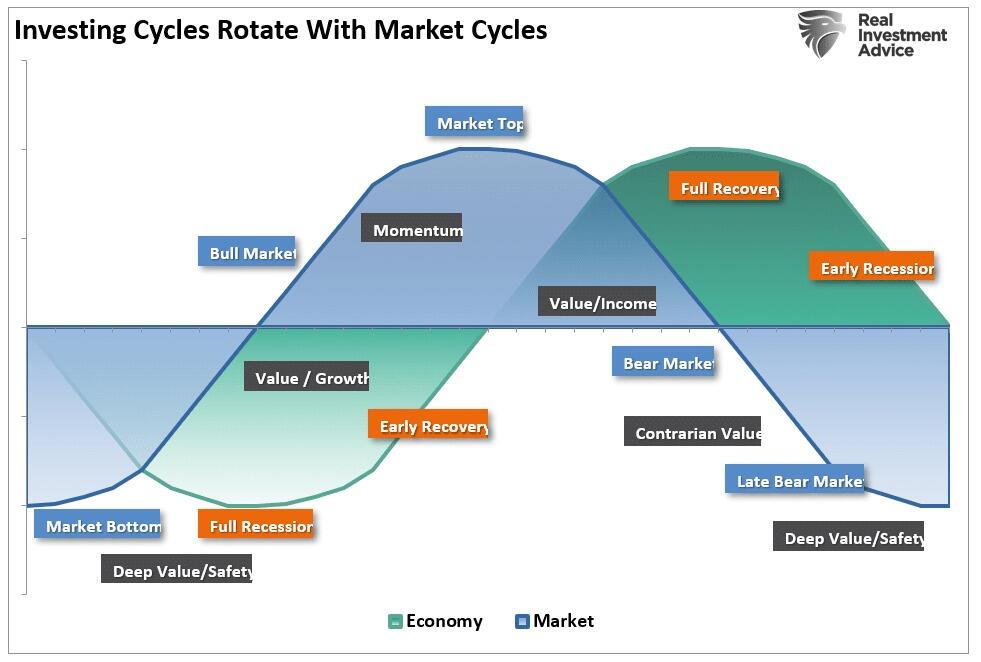 Investing Cycles Rotate With Market Cycles
Real
Investment
Advice
Market Top
Full Recovery
Momentum
Bull Market
Early Recession
Value/Income
Bear Market
Value / Growth
Early Recovery
Contrarian Value
Late Bear Market
Market Bottom
Full Recession
Deep Value/Safety
Deep Value/Safety
Economy
Market